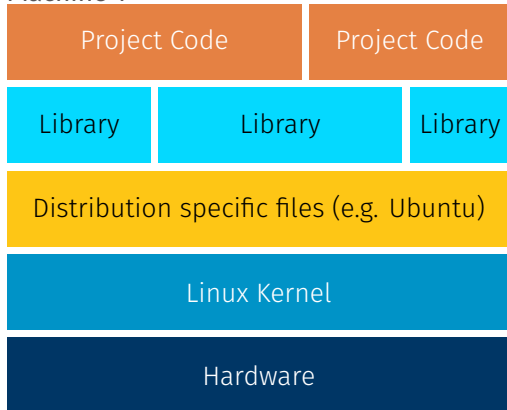 Project Code Project Code
Library Library Library
Distribution specific files (e.g. Ubuntu)
Linux Kernel
Hardware